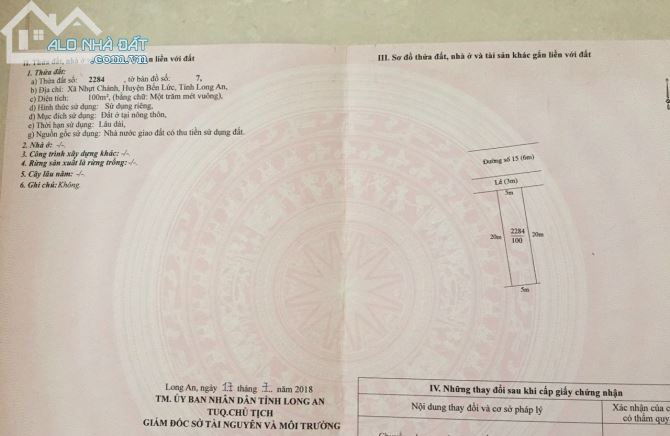 ALO NHÀ ĐẤT
.com.vn
II. Thửa đất, nhà ở gắn liền với đất
1. Thửa đất:
a) Thửa đất số: 2284 , tờ bản đồ số: 7,
b) Địa chỉ: Xã Nhựt Chánh, Huyện Bến Lức, Tỉnh Long An,
c) Diện tích: 100m², (bằng chữ: Một trăm mét vuông),
d) Hình thức sử dụng: Sử dụng riêng,
đ) Mục đích sử dụng: Đất ở tại nông thôn,
e) Thời hạn sử dụng: Lâu dài,
g) Nguồn gốc sử dụng: Nhà nước giao đất có thu tiền sử dụng đất.
2. Nhà ở: -/-
3. Công trình xây dựng khác: -/-
4. Rừng sản xuất là rừng trồng: -/-
5. Cây lâu năm: -/-
6. Ghi chú: Không.
Long An, ngày 17 tháng 7 năm 2018
TM. ỦY BAN NHÂN DÂN TỈNH LONG AN
TUQ.CHỦ TỊCH
GIÁM ĐỐC SỞ TÀI NGUYÊN VÀ MÔI TRƯỜNG
III. Sơ đồ thửa đất, nhà ở và tài sản khác gắn liền với đất
Đường số 15 (6m)
Lề (3m)
5m
20m
2284
100
20m
5m
IV. Những thay đổi sau khi cấp giấy chứng nhận
Nội dung thay đổi và cơ sở pháp lý
Xác nhận của c
có thẩm quy